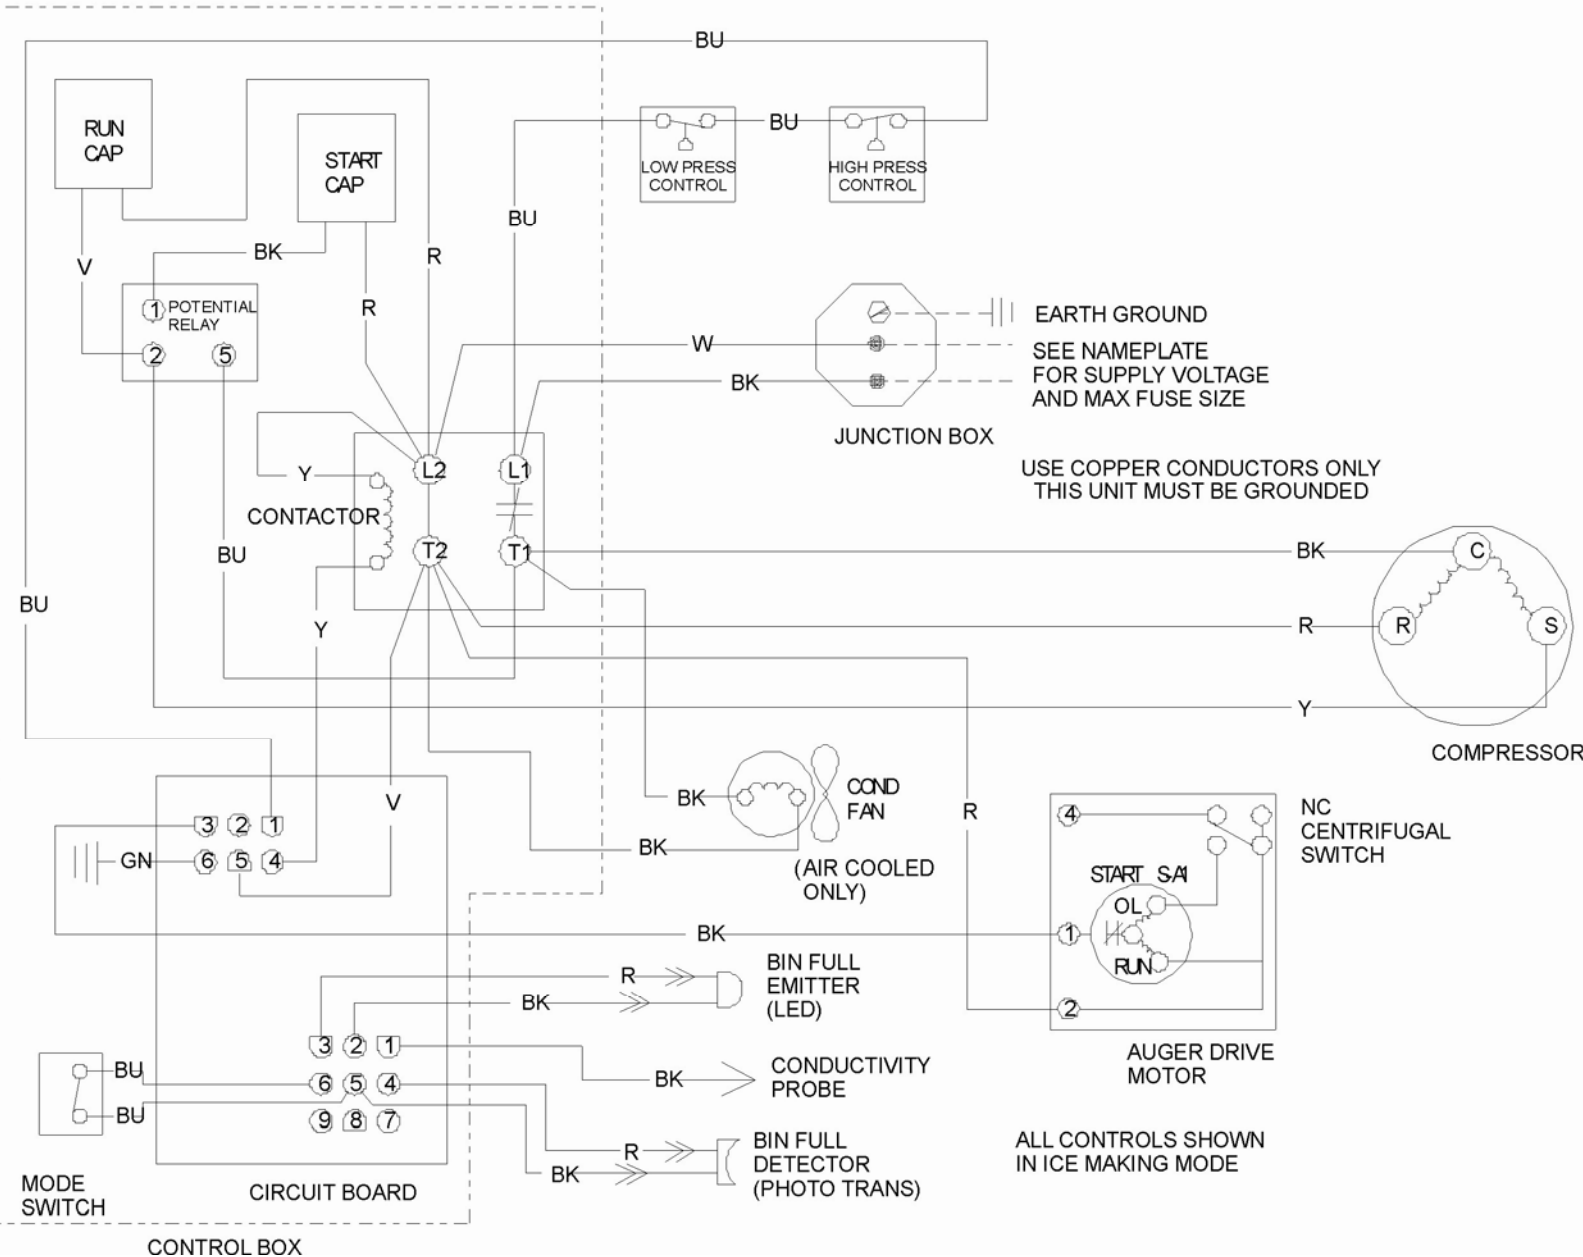 BU
RUN
CAP
START
CAP
BU
LOW PRESS
CONTROL
HIGH PRESS
CONTROL
BU
V
BK
R
R
1
POTENTIAL
RELAY
2
5
W
BK
EARTH GROUND
SEE NAMEPLATE
FOR SUPPLY VOLTAGE
AND MAX FUSE SIZE
JUNCTION BOX
USE COPPER CONDUCTORS ONLY
THIS UNIT MUST BE GROUNDED
Y
L2
L1
CONTACTOR
T2
T1
BU
BU
Y
BK
C
R
R
S
Y
COMPRESSOR
V
BK
COND
FAN
BK
(AIR COOLED
ONLY)
R
3 2 1
6 5 4
GN
4
NC
CENTRIFUGAL
SWITCH
START S-A1
OL
1
RUN
2
AUGER DRIVE
MOTOR
BK
R
BK
BIN FULL
EMITTER
(LED)
3 2 1
6 5 4
9 8 7
BK
CONDUCTIVITY
PROBE
BU
BU
R
BK
BIN FULL
DETECTOR
(PHOTO TRANS)
ALL CONTROLS SHOWN
IN ICE MAKING MODE
MODE
SWITCH
CIRCUIT BOARD
CONTROL BOX